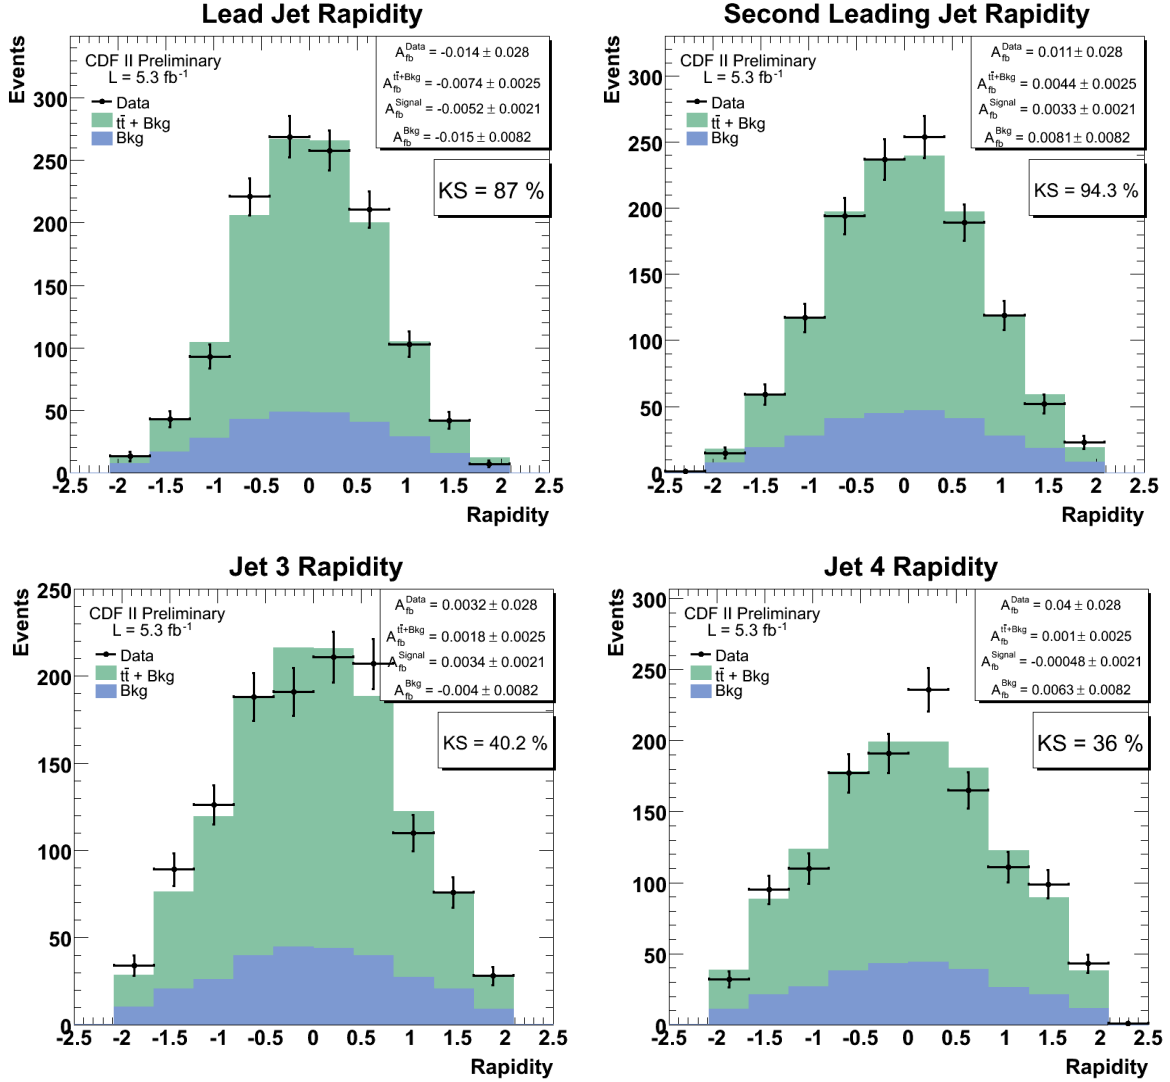 Lead Jet Rapidity
Events
CDF II Preliminary
L = 5.3 fb⁻¹
Data
tt̄ + Bkg
Bkg
A_fb^Data = -0.014 ± 0.028
A_fb^tt̄+Bkg = -0.0074 ± 0.0025
A_fb^Signal = -0.0052 ± 0.0021
A_fb^Bkg = -0.015 ± 0.0082
KS = 87 %
300
250
200
150
100
50
0
-2.5 -2 -1.5 -1 -0.5 0 0.5 1 1.5 2 2.5
Rapidity
Second Leading Jet Rapidity
Events
CDF II Preliminary
L = 5.3 fb⁻¹
Data
tt̄ + Bkg
Bkg
A_fb^Data = 0.011 ± 0.028
A_fb^tt̄+Bkg = 0.0044 ± 0.0025
A_fb^Signal = 0.0033 ± 0.0021
A_fb^Bkg = 0.0081 ± 0.0082
KS = 94.3 %
300
250
200
150
100
50
0
-2.5 -2 -1.5 -1 -0.5 0 0.5 1 1.5 2 2.5
Rapidity
Jet 3 Rapidity
Events
CDF II Preliminary
L = 5.3 fb⁻¹
Data
tt̄ + Bkg
Bkg
A_fb^Data = 0.0032 ± 0.028
A_fb^tt̄+Bkg = 0.0018 ± 0.0025
A_fb^Signal = 0.0034 ± 0.0021
A_fb^Bkg = -0.004 ± 0.0082
KS = 40.2 %
250
200
150
100
50
0
-2.5 -2 -1.5 -1 -0.5 0 0.5 1 1.5 2 2.5
Rapidity
Jet 4 Rapidity
Events
CDF II Preliminary
L = 5.3 fb⁻¹
Data
tt̄ + Bkg
Bkg
A_fb^Data = 0.04 ± 0.028
A_fb^tt̄+Bkg = 0.001 ± 0.0025
A_fb^Signal = -0.00048 ± 0.0021
A_fb^Bkg = 0.0063 ± 0.0082
KS = 36 %
300
250
200
150
100
50
0
-2.5 -2 -1.5 -1 -0.5 0 0.5 1 1.5 2 2.5
Rapidity